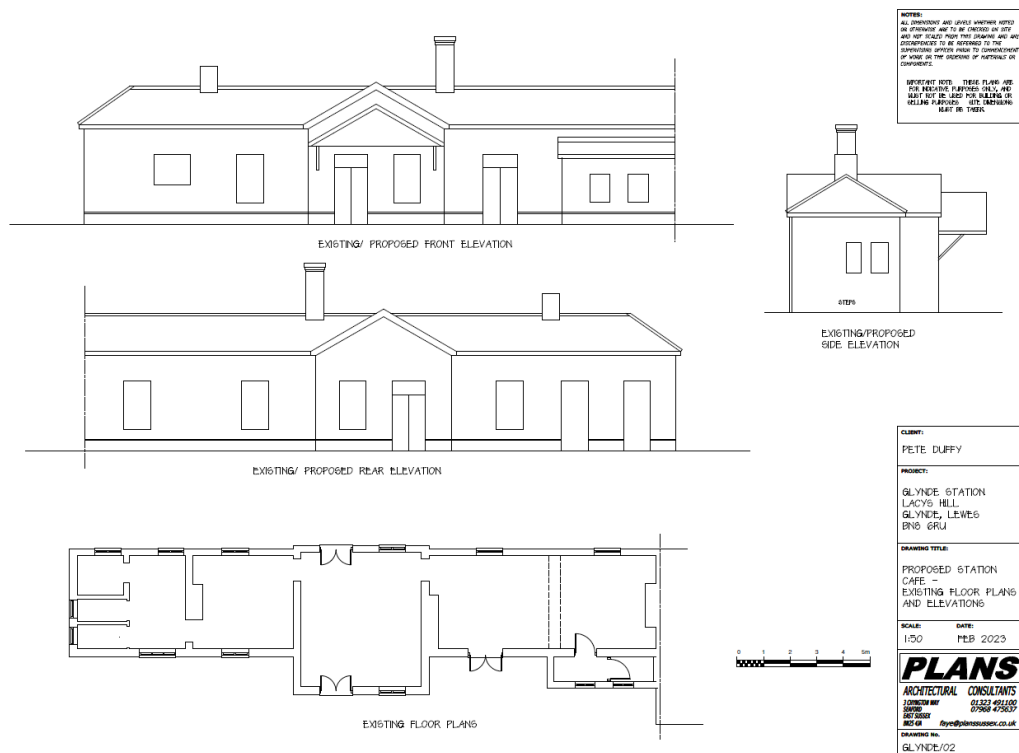 NOTES:
ALL DIMENSIONS AND LEVELS WHETHER NOTED
OR OTHERWISE ARE TO BE CHECKED ON SITE
AND NOT SCALED FROM THIS DRAWING AND ANY
DISCREPENCIES TO BE REFERRED TO THE
SUPERVISING OFFICER PRIOR TO COMMENCEMENT
OF WORK OR THE ORDERING OF MATERIALS OR
COMPONENTS.
IMPORTANT NOTE THESE PLANS ARE
FOR INDICATIVE PURPOSES ONLY, AND
MUST NOT BE USED FOR BUILDING OR
SELLING PURPOSES SITE DIMENSIONS
MUST BE TAKEN.
EXISTING/ PROPOSED FRONT ELEVATION
STEPS
EXISTING/PROPOSED
SIDE ELEVATION
EXISTING/ PROPOSED REAR ELEVATION
EXISTING FLOOR PLANS
0 1 2 3 4 5m
CLIENT:
PETE DUFFY
PROJECT:
GLYNDE STATION
LACYS HILL
GLYNDE, LEWES
BN8 6RU
DRAWING TITLE:
PROPOSED STATION
CAFE -
EXISTING FLOOR PLANS
AND ELEVATIONS
SCALE: DATE:
1:50 FEB 2023
PLANS
ARCHITECTURAL CONSULTANTS
01323 491100
SEAFORD 07968 475637
EAST SUSSEX
faye@planssussex.co.uk
DRAWING No.
GLYNDE/02